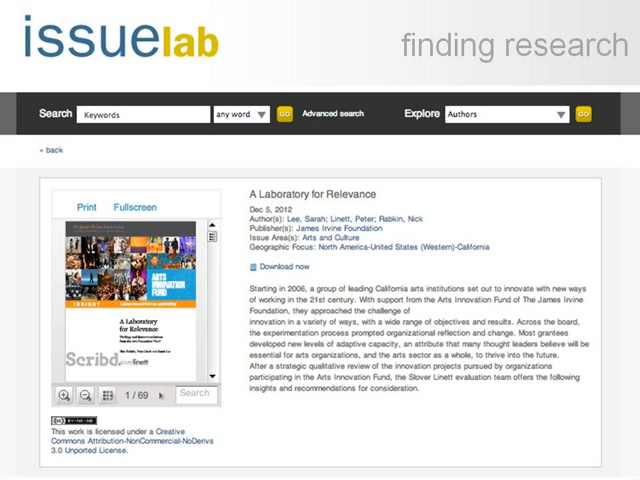 issuelab
finding research
Search Keywords any word GO Advanced search Explore Authors GO
« back
Print Fullscreen
ARTS
INNOVATION
FUND
INSIGHT
A Laboratory
for Relevance
Scribd.
sloverlinett
1 / 69
Search
BY-NC-ND
This work is licensed under a Creative
Commons Attribution-NonCommercial-NoDerivs
3.0 Unported License.
A Laboratory for Relevance
Dec 5, 2012
Author(s): Lee, Sarah; Linett, Peter; Rabkin, Nick
Publisher(s): James Irvine Foundation
Issue Area(s): Arts and Culture
Geographic Focus: North America-United States (Western)-California
Download now
Starting in 2006, a group of leading California arts institutions set out to innovate with new ways
of working in the 21st century. With support from the Arts Innovation Fund of The James Irvine
Foundation, they approached the challenge of
innovation in a variety of ways, with a wide range of objectives and results. Across the board,
the experimentation process prompted organizational reflection and change. Most grantees
developed new levels of adaptive capacity, an attribute that many thought leaders believe will be
essential for arts organizations, and the arts sector as a whole, to thrive into the future.
After a strategic qualitative review of the innovation projects pursued by organizations
participating in the Arts Innovation Fund, the Slover Linett evaluation team offers the following
insights and recommendations for consideration.